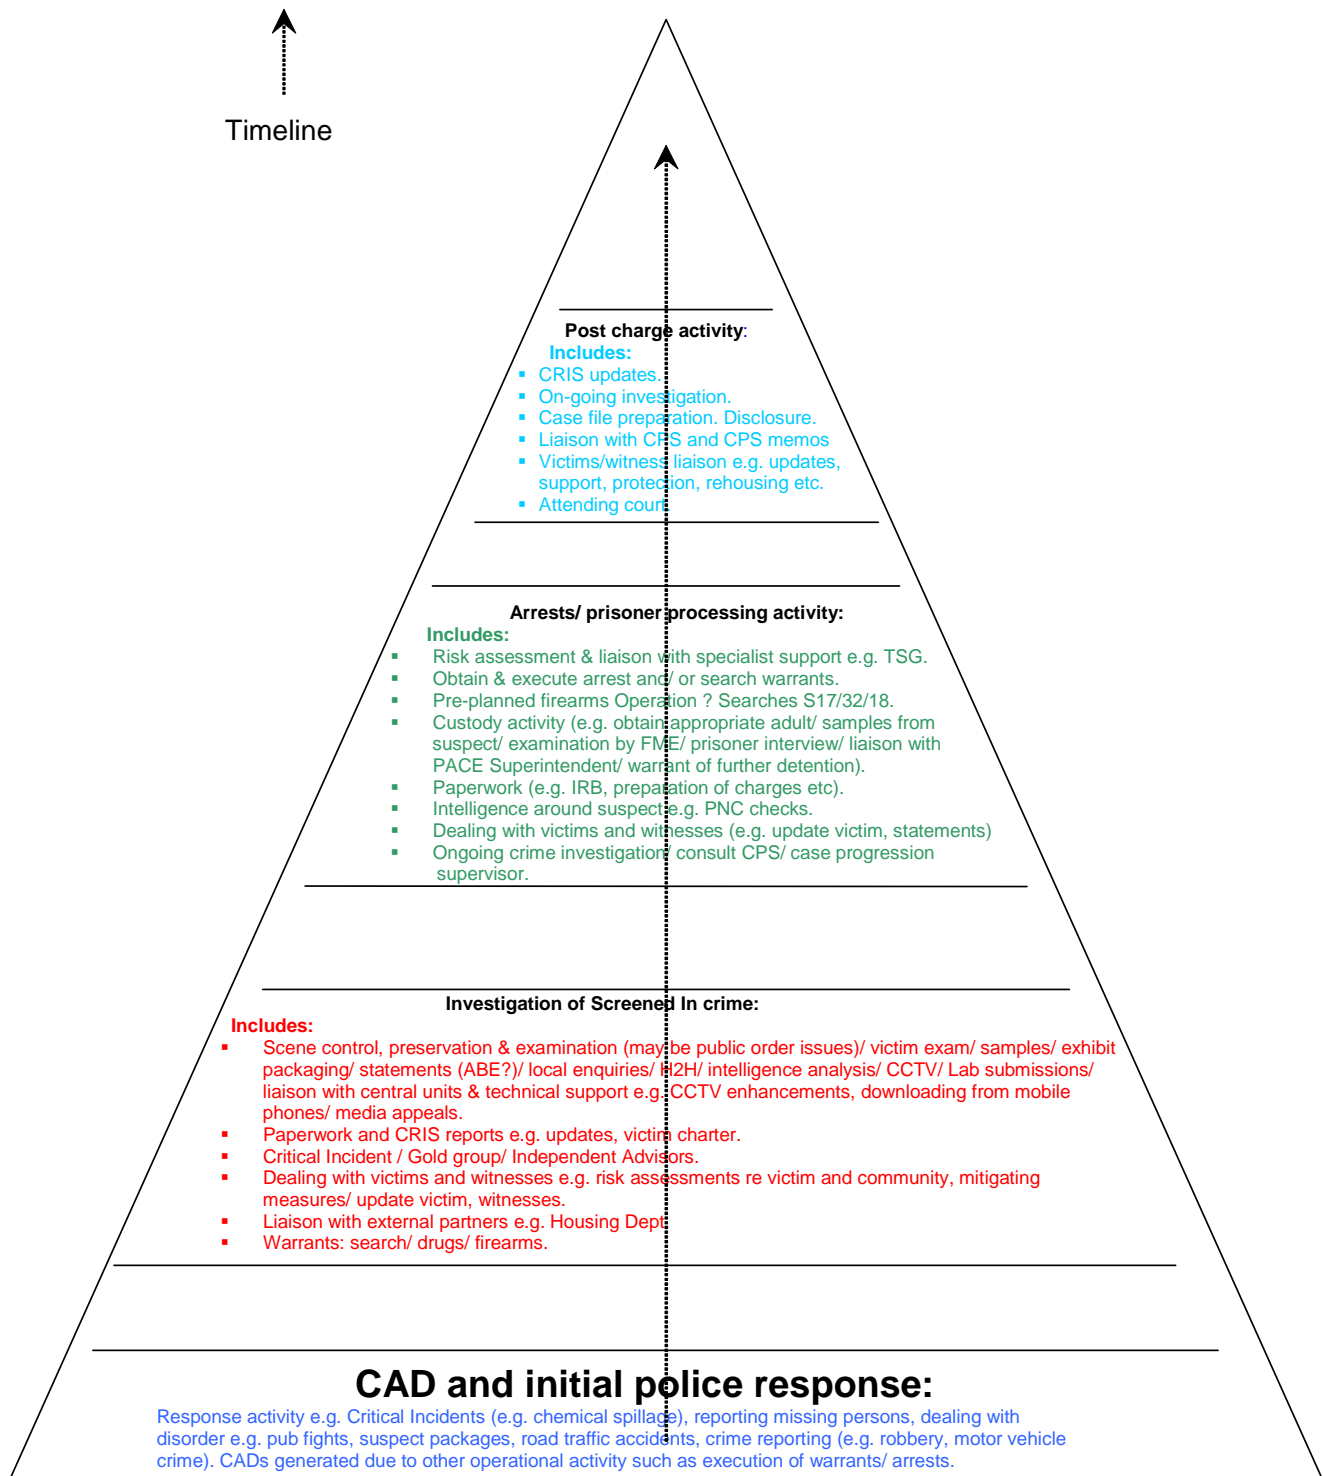 Timeline
Post charge activity:
Includes:
▪ CRIS updates.
▪ On-going investigation.
▪ Case file preparation. Disclosure.
▪ Liaison with CPS and CPS memos
▪ Victims/witness liaison e.g. updates,
support, protection, rehousing etc.
▪ Attending court.
Arrests/ prisoner processing activity:
Includes:
▪ Risk assessment & liaison with specialist support e.g. TSG.
▪ Obtain & execute arrest and/ or search warrants.
▪ Pre-planned firearms Operation ? Searches S17/32/18.
▪ Custody activity (e.g. obtain appropriate adult/ samples from
suspect/ examination by FME/ prisoner interview/ liaison with
PACE Superintendent/ warrant of further detention).
▪ Paperwork (e.g. IRB, preparation of charges etc).
▪ Intelligence around suspect e.g. PNC checks.
▪ Dealing with victims and witnesses (e.g. update victim, statements)
▪ Ongoing crime investigation/ consult CPS/ case progression
supervisor.
Investigation of Screened In crime:
Includes:
▪ Scene control, preservation & examination (may be public order issues)/ victim exam/ samples/ exhibit
packaging/ statements (ABE?)/ local enquiries/ H2H/ intelligence analysis/ CCTV/ Lab submissions/
liaison with central units & technical support e.g. CCTV enhancements, downloading from mobile
phones/ media appeals.
▪ Paperwork and CRIS reports e.g. updates, victim charter.
▪ Critical Incident / Gold group/ Independent Advisors.
▪ Dealing with victims and witnesses e.g. risk assessments re victim and community, mitigating
measures/ update victim, witnesses.
▪ Liaison with external partners e.g. Housing Dept
▪ Warrants: search/ drugs/ firearms.
CAD and initial police response:
Response activity e.g. Critical Incidents (e.g. chemical spillage), reporting missing persons, dealing with
disorder e.g. pub fights, suspect packages, road traffic accidents, crime reporting (e.g. robbery, motor vehicle
crime). CADs generated due to other operational activity such as execution of warrants/ arrests.